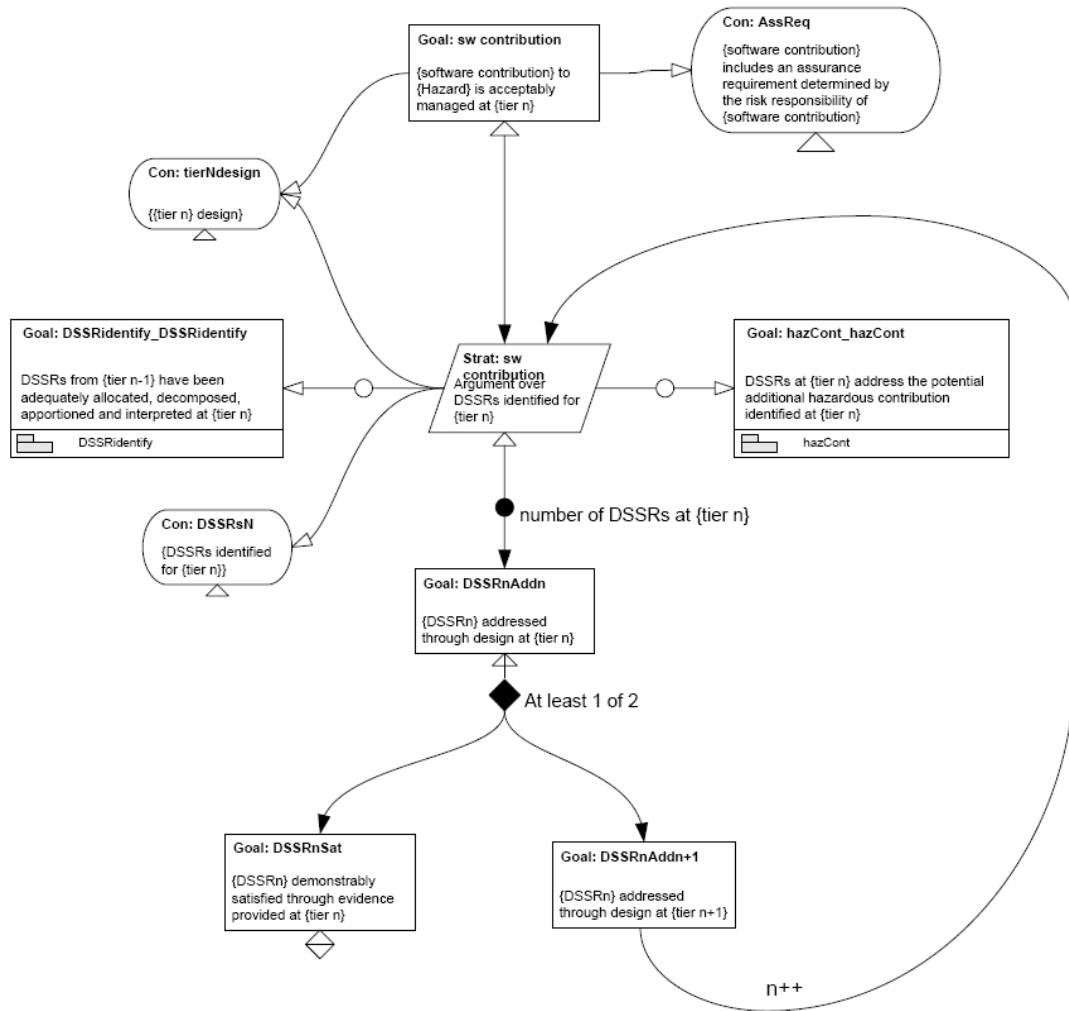 Goal: sw contribution
{software contribution} to
{Hazard} is acceptably
managed at {tier n}
Con: AssReq
{software contribution}
includes an assurance
requirement determined by
the risk responsibility of
{software contribution}
Con: tierNdesign
{{tier n} design}
Goal: DSSRidentify_DSSRidentify
DSSRs from {tier n-1} have been
adequately allocated, decomposed,
apportioned and interpreted at {tier n}
DSSRidentify
Strat: sw
contribution
Argument over
DSSRs identified for
{tier n}
Goal: hazCont_hazCont
DSSRs at {tier n} address the potential
additional hazardous contribution
identified at {tier n}
hazCont
number of DSSRs at {tier n}
Con: DSSRsN
{DSSRs identified
for {tier n}}
Goal: DSSRnAddn
{DSSRn} addressed
through design at {tier n}
At least 1 of 2
Goal: DSSRnSat
{DSSRn} demonstrably
satisfied through evidence
provided at {tier n}
Goal: DSSRnAddn+1
{DSSRn} addressed
through design at {tier n+1}
n++